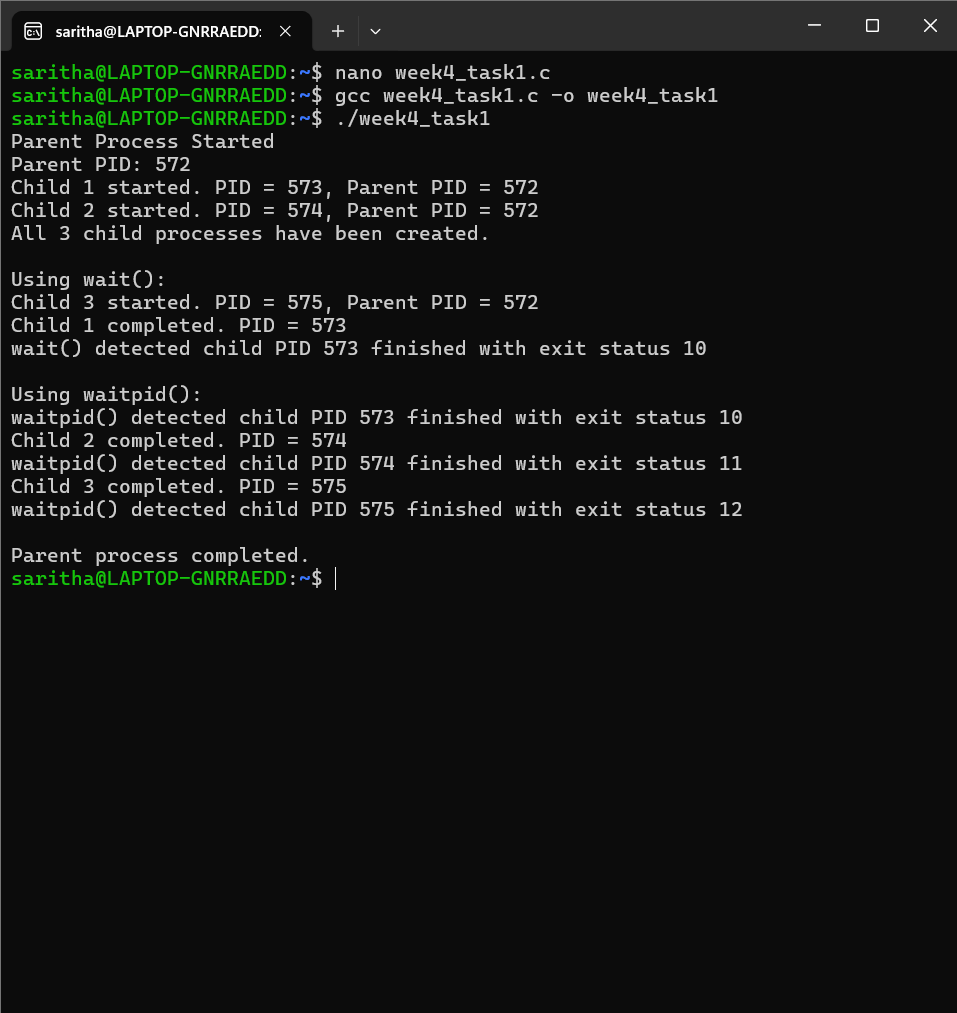 saritha@LAPTOP-GNRRAEDD:
saritha@LAPTOP-GNRRAEDD:~$ nano week4_task1.c
saritha@LAPTOP-GNRRAEDD:~$ gcc week4_task1.c -o week4_task1
saritha@LAPTOP-GNRRAEDD:~$ ./week4_task1
Parent Process Started
Parent PID: 572
Child 1 started. PID = 573, Parent PID = 572
Child 2 started. PID = 574, Parent PID = 572
All 3 child processes have been created.

Using wait():
Child 3 started. PID = 575, Parent PID = 572
Child 1 completed. PID = 573
wait() detected child PID 573 finished with exit status 10

Using waitpid():
waitpid() detected child PID 573 finished with exit status 10
Child 2 completed. PID = 574
waitpid() detected child PID 574 finished with exit status 11
Child 3 completed. PID = 575
waitpid() detected child PID 575 finished with exit status 12

Parent process completed.
saritha@LAPTOP-GNRRAEDD:~$